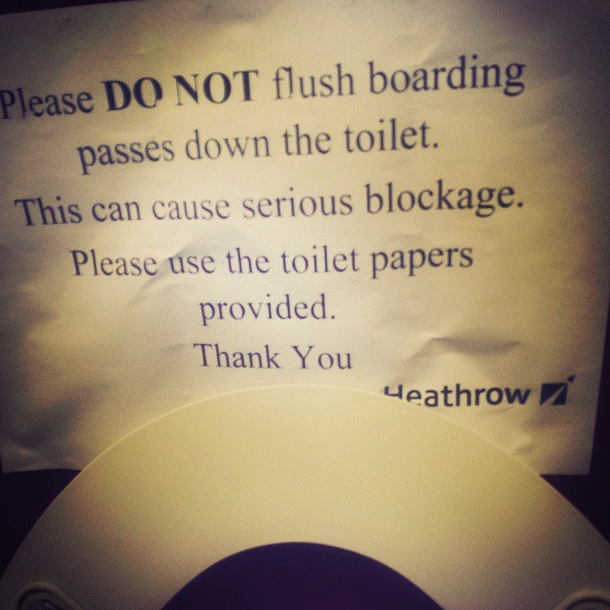 Please DO NOT flush boarding
passes down the toilet.
This can cause serious blockage.
Please use the toilet papers
provided.
Thank You
Heathrow